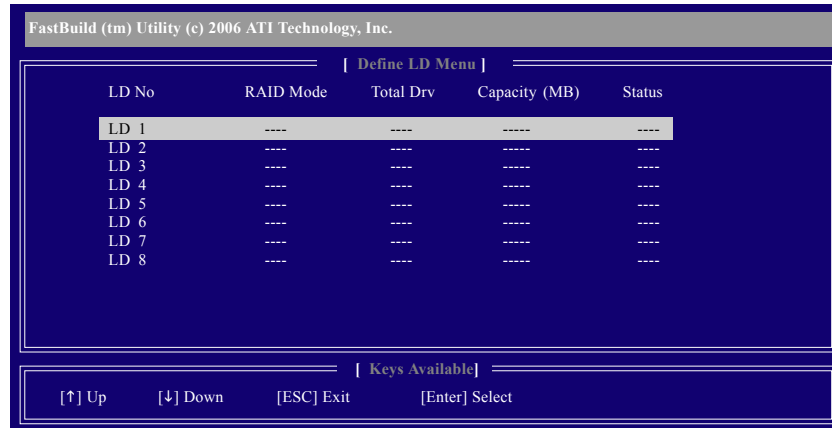 FastBuild (tm) Utility (c) 2006 ATI Technology, Inc.
[ Define LD Menu ]
LD No RAID Mode Total Drv Capacity (MB) Status
LD 1 ---- ---- ----- ----
LD 2 ---- ---- ----- ----
LD 3 ---- ---- ----- ----
LD 4 ---- ---- ----- ----
LD 5 ---- ---- ----- ----
LD 6 ---- ---- ----- ----
LD 7 ---- ---- ----- ----
LD 8 ---- ---- ----- ----
[ Keys Available]
[↑] Up [↓] Down [ESC] Exit [Enter] Select